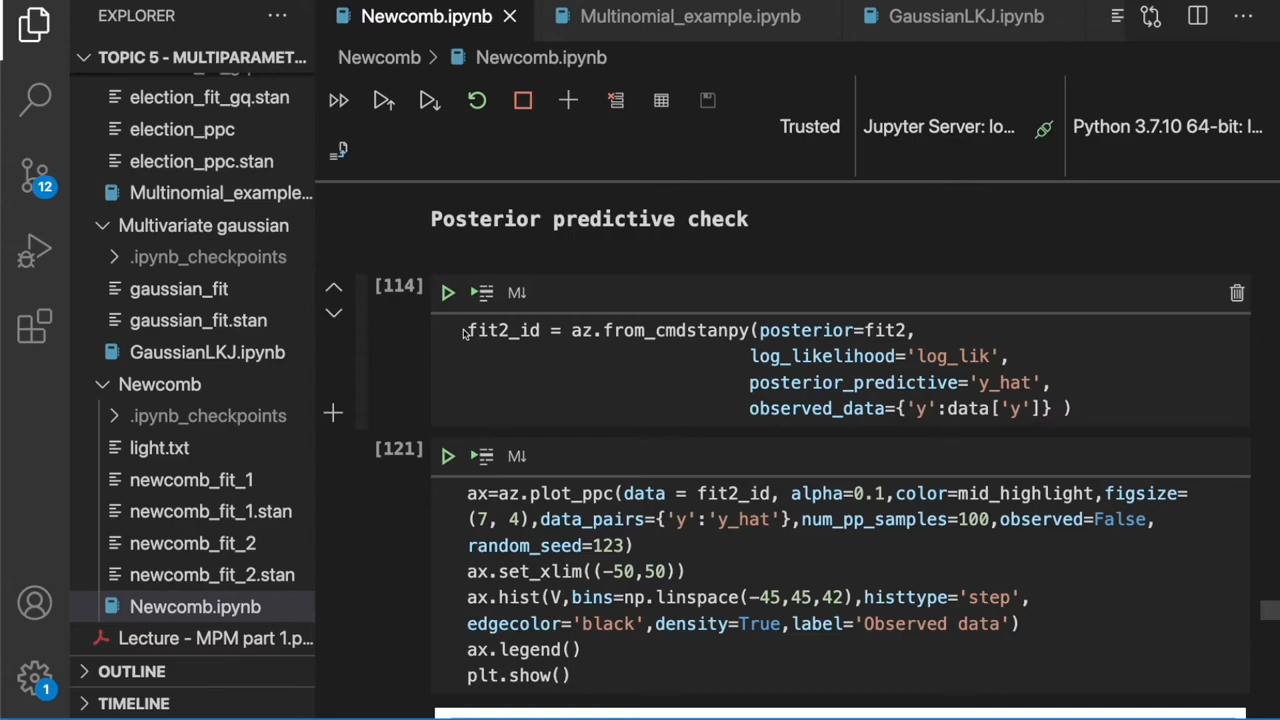 EXPLORER
TOPIC 5 - MULTIPARAMET...
election_fit_gq.stan
election_ppc
election_ppc.stan
Multinomial_example...
Multivariate gaussian
.ipynb_checkpoints
gaussian_fit
gaussian_fit.stan
GaussianLKJ.ipynb
Newcomb
.ipynb_checkpoints
light.txt
newcomb_fit_1
newcomb_fit_1.stan
newcomb_fit_2
newcomb_fit_2.stan
Newcomb.ipynb
Lecture - MPM part 1.p...
OUTLINE
TIMELINE
12
1
Newcomb.ipynb
Multinomial_example.ipynb
GaussianLKJ.ipynb
Newcomb > Newcomb.ipynb
Trusted
Jupyter Server: lo...
Python 3.7.10 64-bit: I...
Posterior predictive check
[114]
M↓
fit2_id = az.from_cmdstanpy(posterior=fit2,
log_likelihood='log_lik',
posterior_predictive='y_hat',
observed_data={'y':data['y']} )
[121]
M↓
ax=az.plot_ppc(data = fit2_id, alpha=0.1,color=mid_highlight,figsize=
(7, 4),data_pairs={'y':'y_hat'},num_pp_samples=100,observed=False,
random_seed=123)
ax.set_xlim((-50,50))
ax.hist(V,bins=np.linspace(-45,45,42),histtype='step',
edgecolor='black',density=True,label='Observed data')
ax.legend()
plt.show()